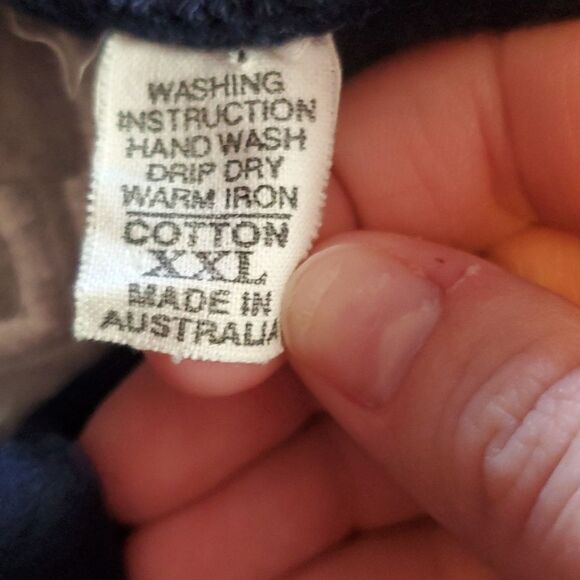 WASHING
INSTRUCTION
HAND WASH
DRIP DRY
WARM IRON
COTTON
XXL
MADE IN
AUSTRALIA